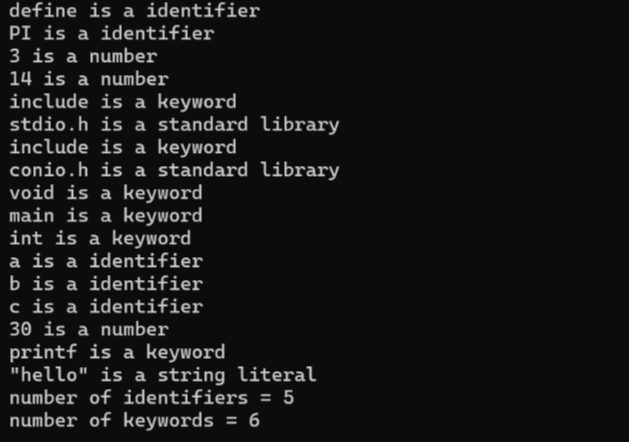 define is a identifier
PI is a identifier
3 is a number
14 is a number
include is a keyword
stdio.h is a standard library
include is a keyword
conio.h is a standard library
void is a keyword
main is a keyword
int is a keyword
a is a identifier
b is a identifier
c is a identifier
30 is a number
printf is a keyword
"hello" is a string literal
number of identifiers = 5
number of keywords = 6